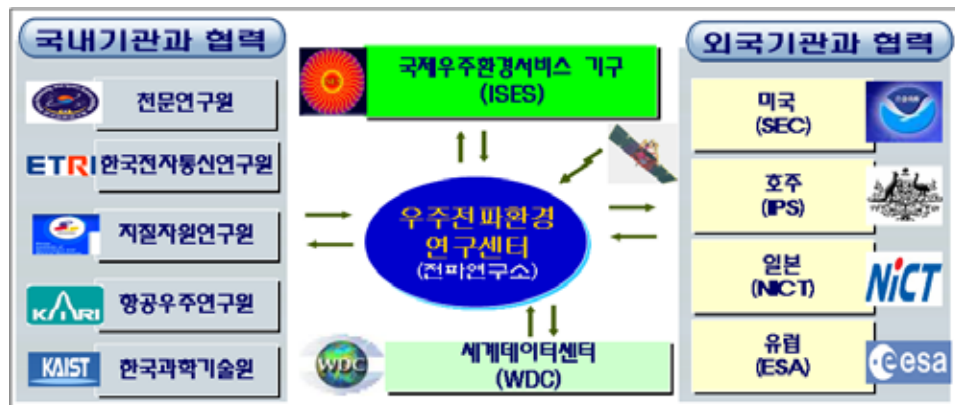 국내기관과 협력
천문연구원
ETRI 한국전자통신연구원
지질자원연구원
KARI 항공우주연구원
KAIST 한국과학기술원
국제우주환경서비스 기구
(ISES)
우주전파환경
연구센터
(전파연구소)
WDC
세계데이터센터
(WDC)
외국기관과 협력
미국
(SEC)
호주
(IPS)
일본
(NICT)
NICT
유럽
(ESA)
esa